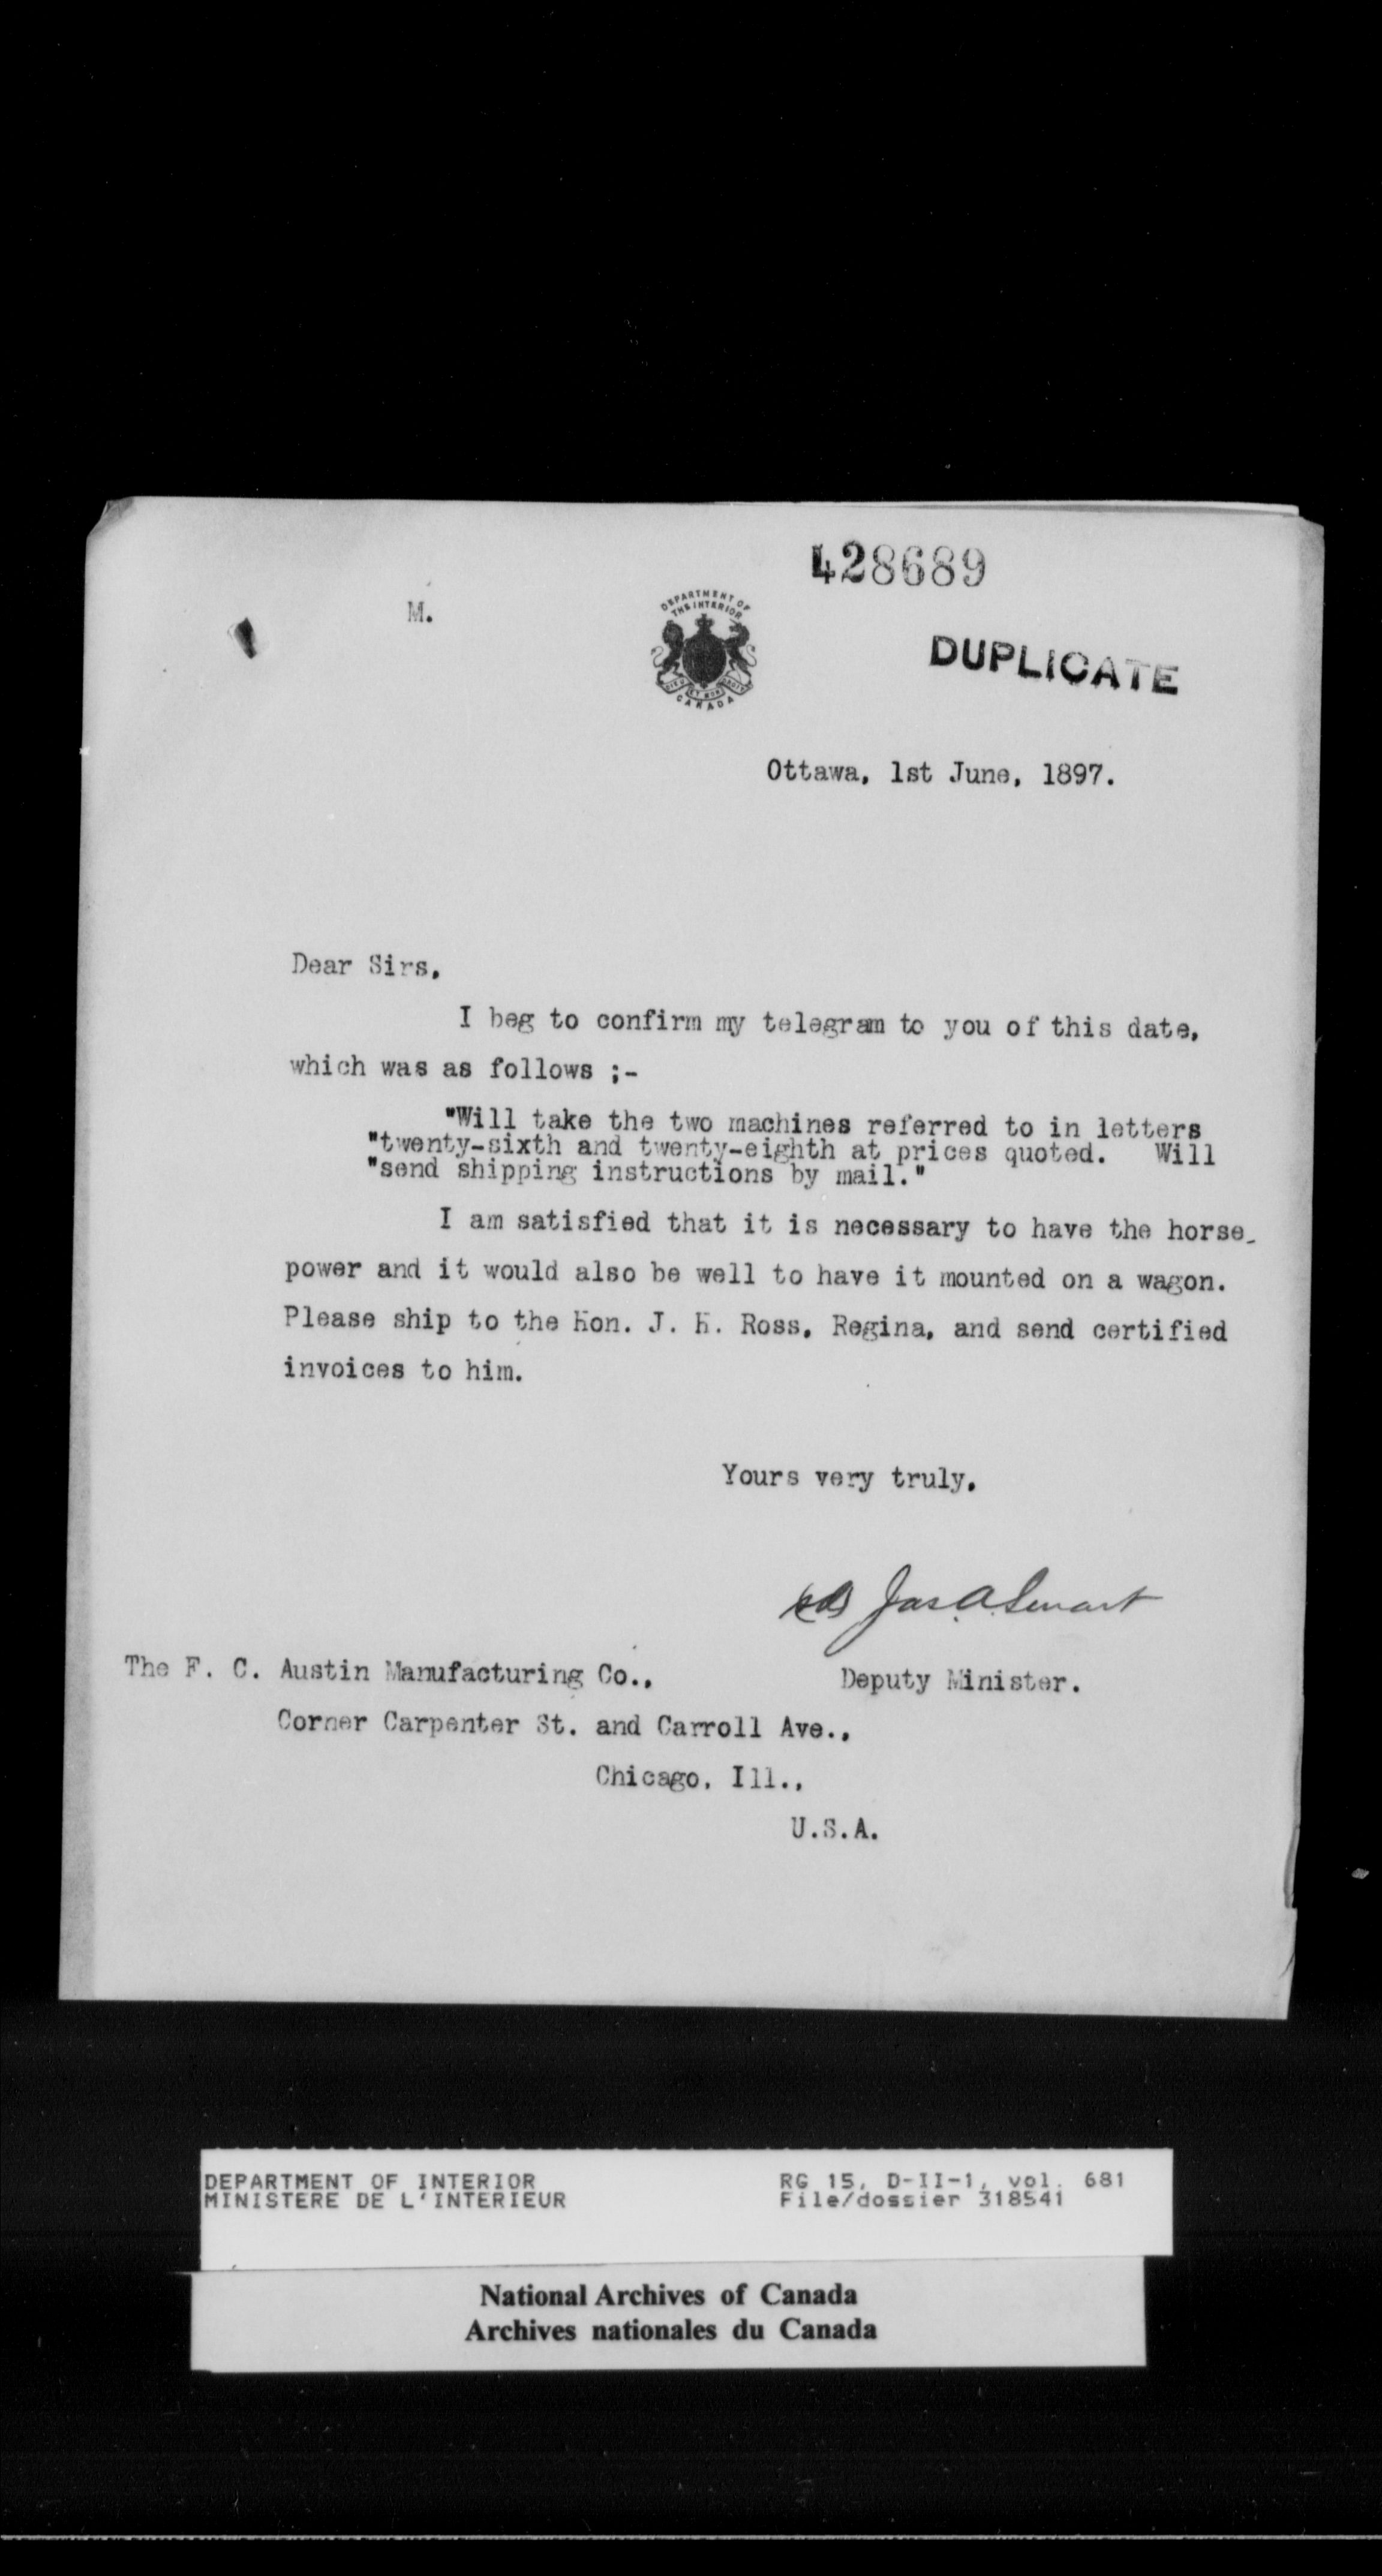 428689
M.
DEPARTMENT OF
THE INTERIOR
DIEU ET MON DROIT
CANADA
DUPLICATE
Ottawa, 1st June, 1897.
Dear Sirs,
I beg to confirm my telegram to you of this date,
which was as follows ;-
"Will take the two machines referred to in letters
"twenty-sixth and twenty-eighth at prices quoted. Will
"send shipping instructions by mail."
I am satisfied that it is necessary to have the horse-
power and it would also be well to have it mounted on a wagon.
Please ship to the Hon. J. H. Ross, Regina, and send certified
invoices to him.
Yours very truly,
(sd) Jas. A. Smart
The F. C. Austin Manufacturing Co.,
Deputy Minister.
Corner Carpenter St. and Carroll Ave.,
Chicago, Ill.,
U.S.A.
DEPARTMENT OF INTERIOR
MINISTERE DE L'INTERIEUR
RG 15, D-II-1, vol. 681
File/dossier 318541
National Archives of Canada
Archives nationales du Canada